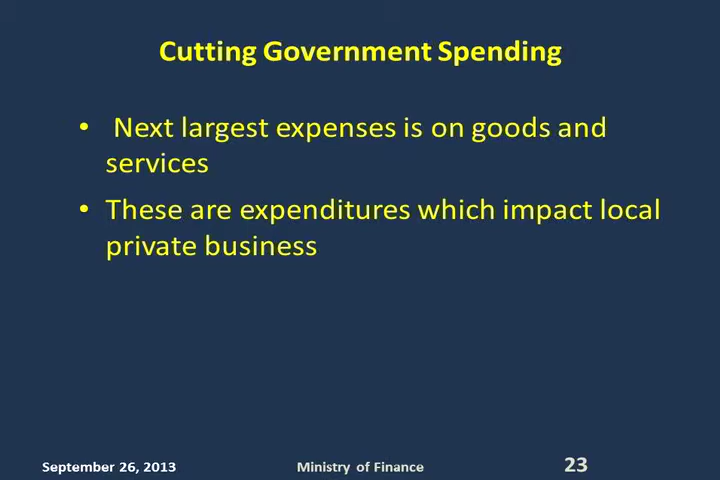 Cutting Government Spending
• Next largest expenses is on goods and
services
• These are expenditures which impact local
private business
September 26, 2013 Ministry of Finance 23